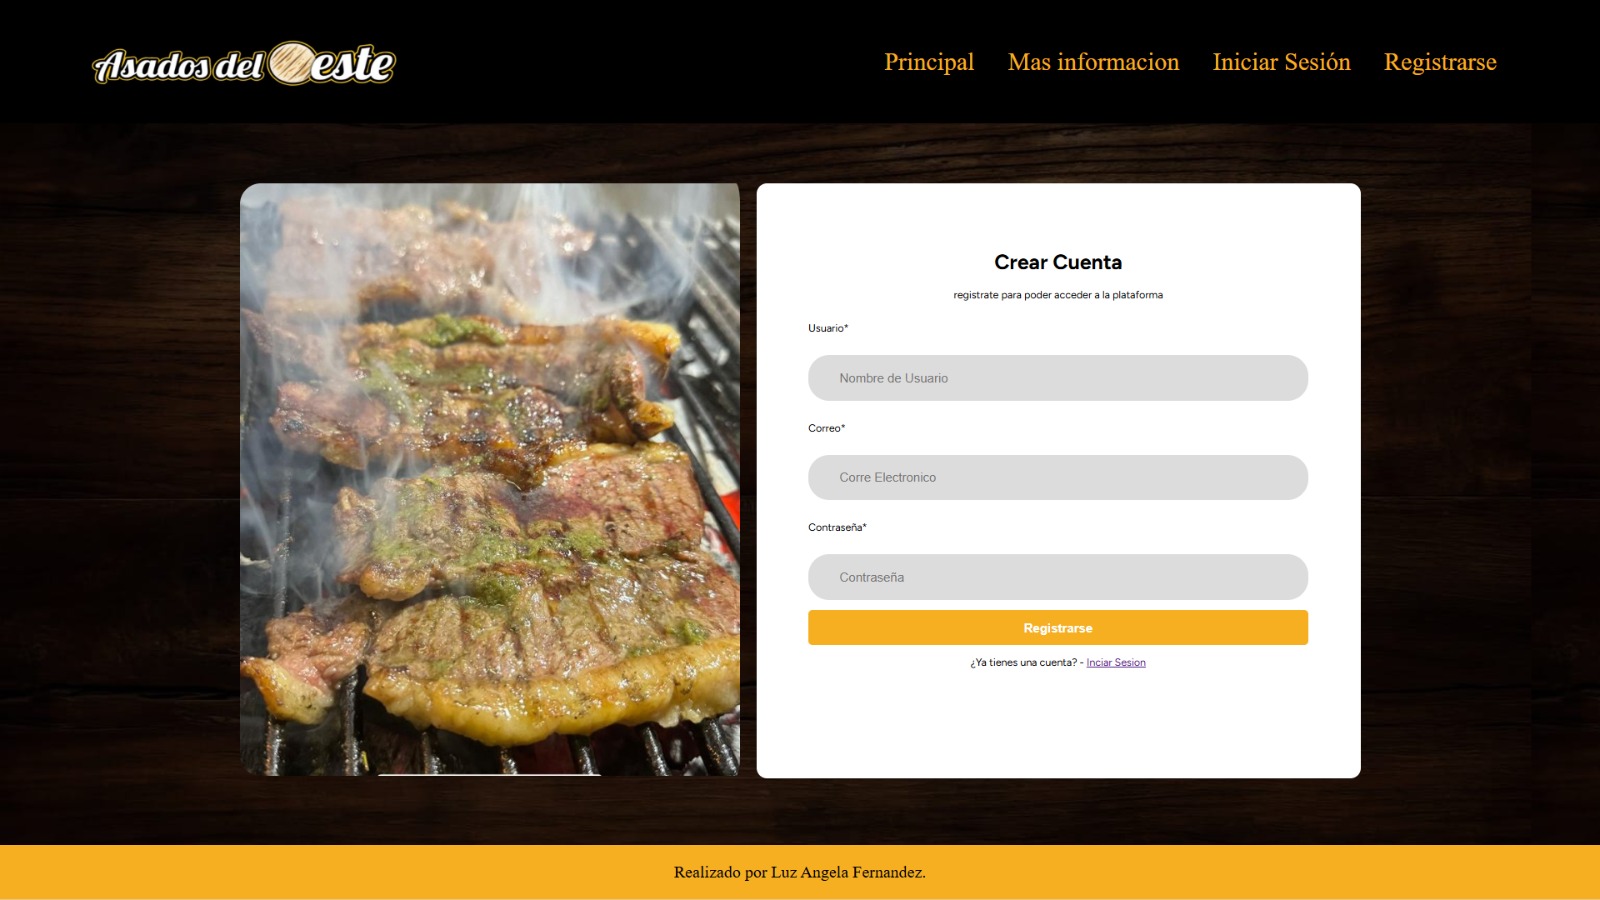 Asados del Oeste
Principal
Mas informacion
Iniciar Sesión
Registrarse
Crear Cuenta
registrate para poder acceder a la plataforma
Usuario*
Nombre de Usuario
Correo*
Corre Electronico
Contraseña*
Contraseña
Registrarse
¿Ya tienes una cuenta? - Inciar Sesion
Realizado por Luz Angela Fernandez.